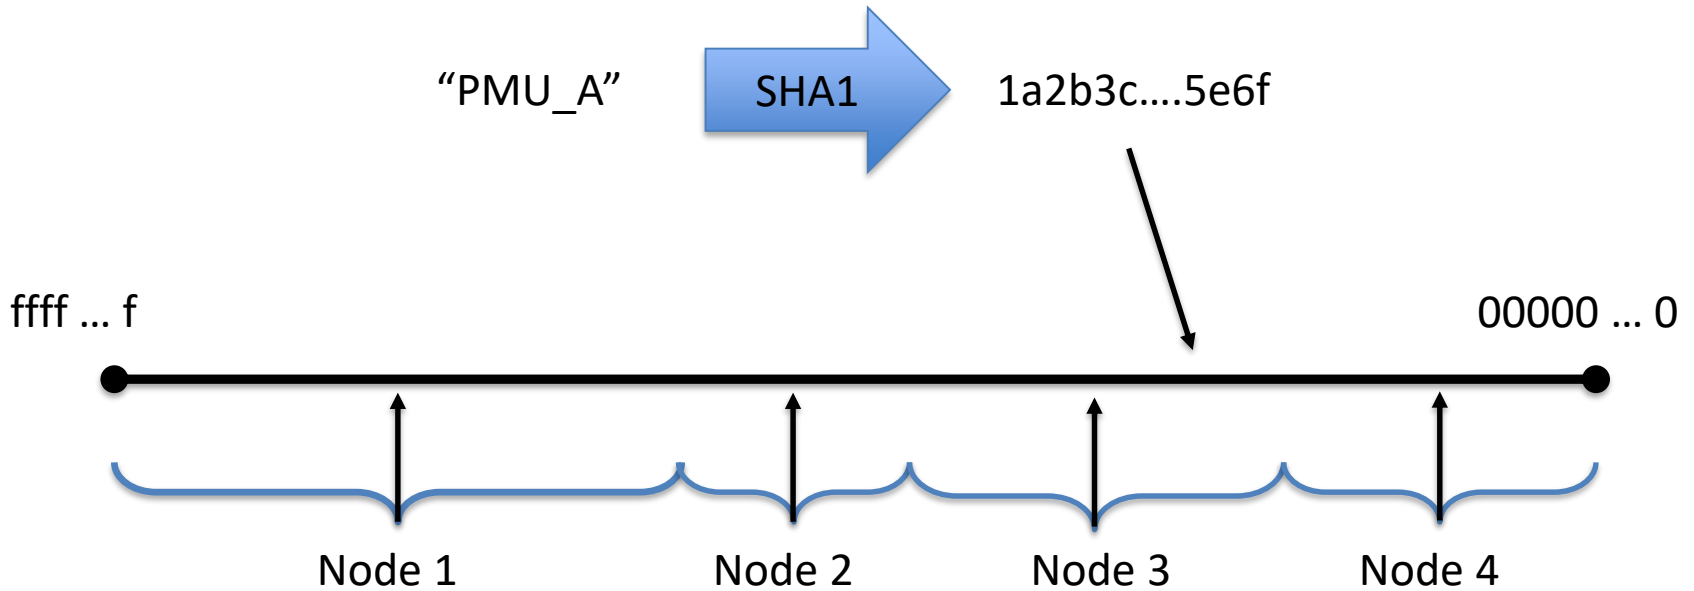 “PMU_A” SHA1 1a2b3c….5e6f
ffff … f 00000 … 0
Node 1 Node 2 Node 3 Node 4